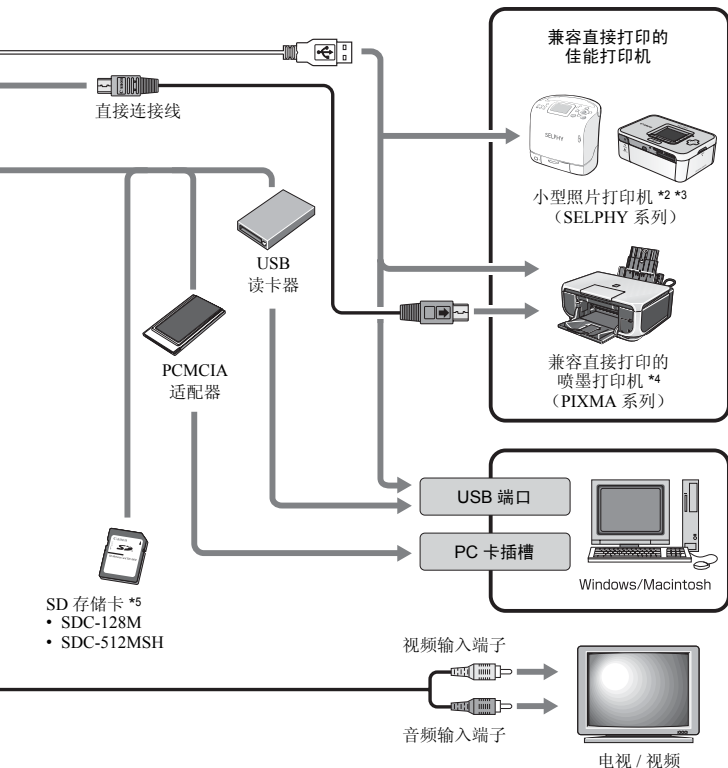 兼容直接打印的
佳能打印机
直接连接线
SELPHY
小型照片打印机 *2 *3
（SELPHY 系列）
USB
读卡器
PCMCIA
适配器
兼容直接打印的
喷墨打印机 *4
（PIXMA 系列）
USB 端口
PC 卡插槽
Windows/Macintosh
Canon
SD
SD 存储卡 *5
• SDC-128M
• SDC-512MSH
视频输入端子
音频输入端子
电视 / 视频